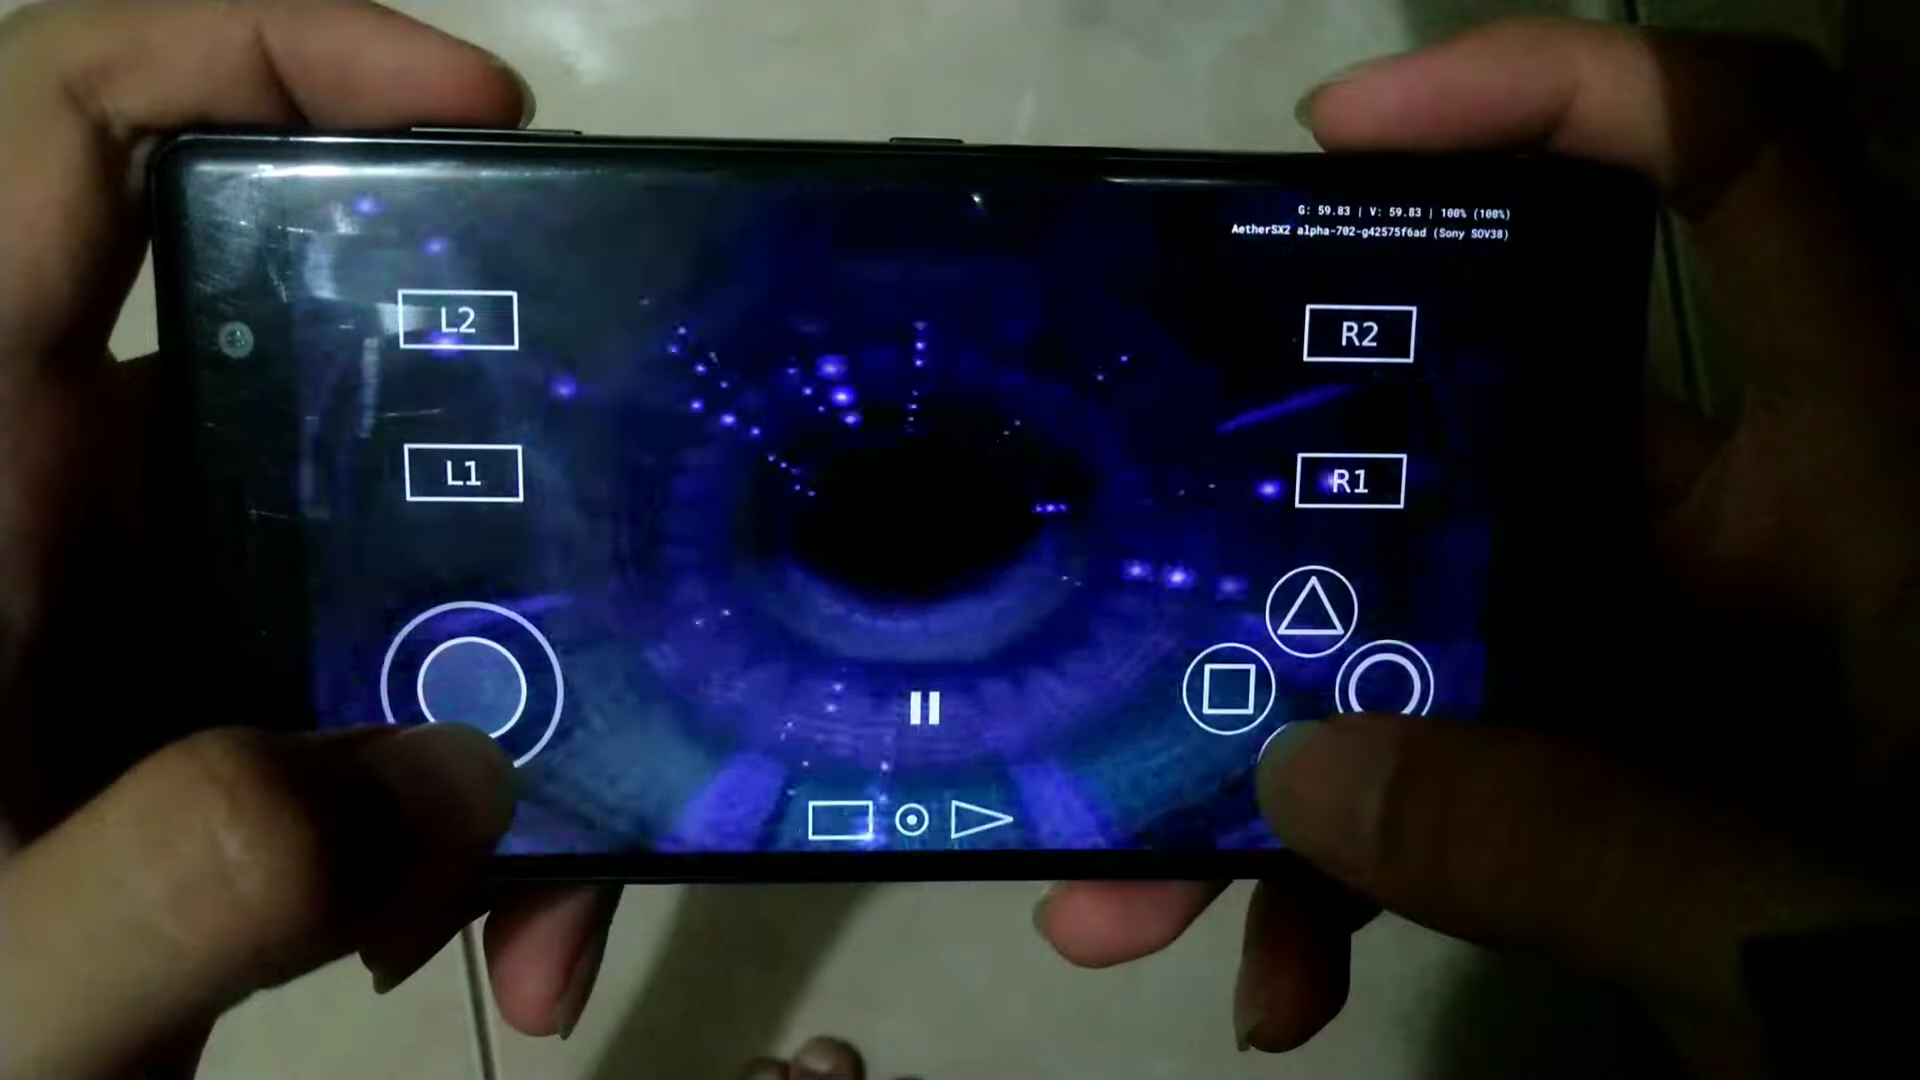 G: 59.83 | V: 59.83 | 100% (100%)
AetherSX2 alpha-702-g42575f6ad (Sony SOV38)
L2
R2
L1
R1